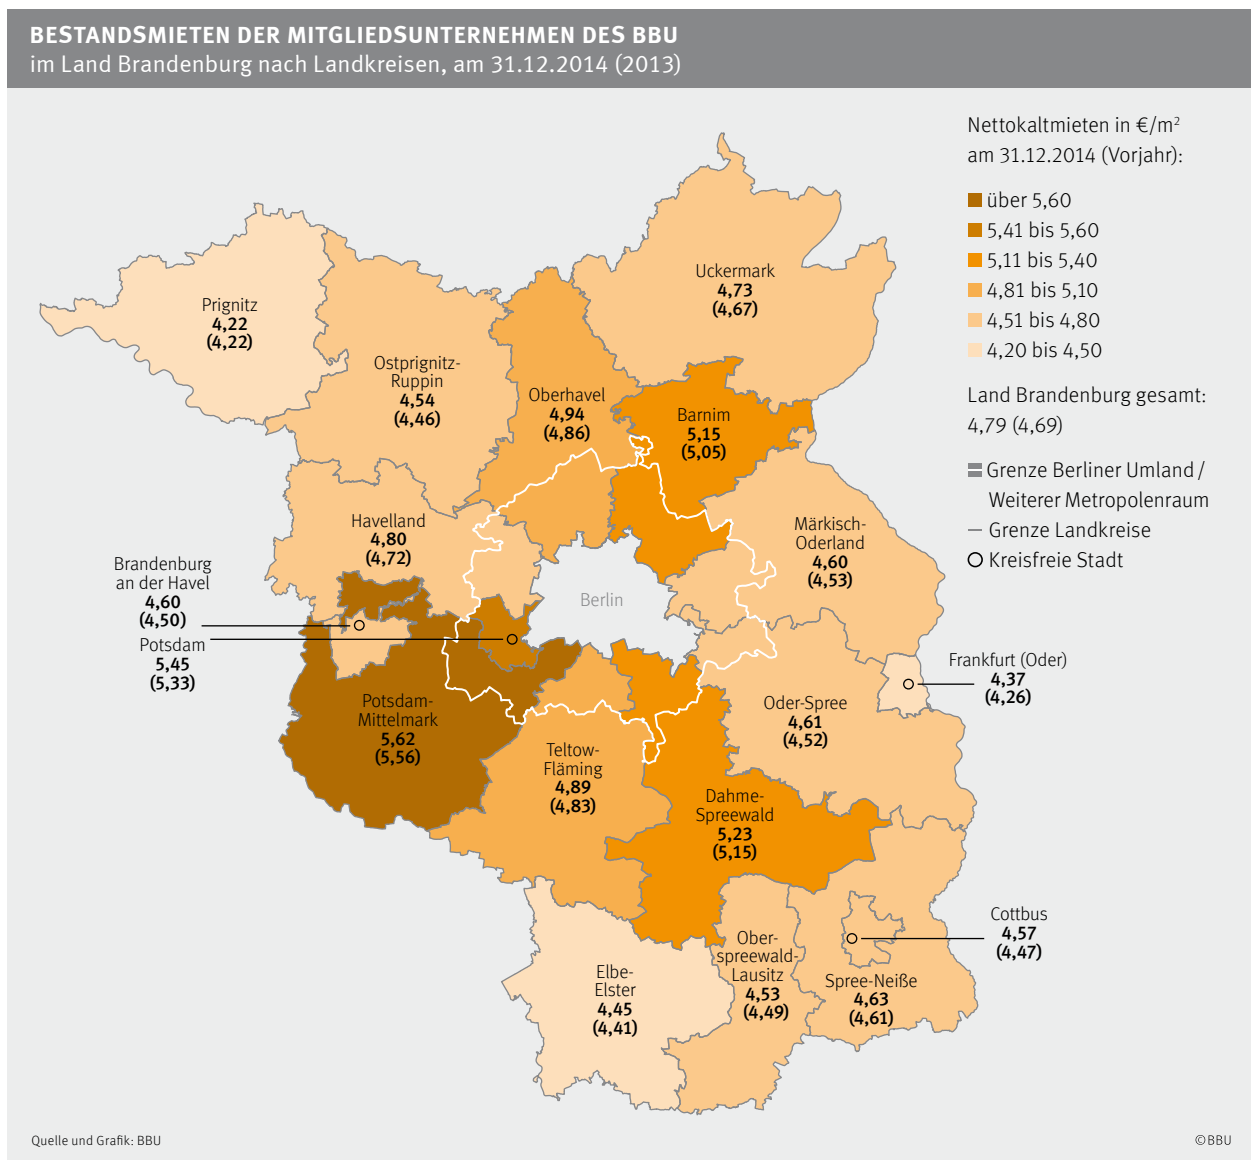 BESTANDSMIETEN DER MITGLIEDSUNTERNEHMEN DES BBU
im Land Brandenburg nach Landkreisen, am 31.12.2014 (2013)
Nettokaltmieten in €/m²
am 31.12.2014 (Vorjahr):
über 5,60
5,41 bis 5,60
5,11 bis 5,40
4,81 bis 5,10
4,51 bis 4,80
4,20 bis 4,50
Land Brandenburg gesamt:
4,79 (4,69)
Grenze Berliner Umland /
Weiterer Metropolenraum
Grenze Landkreise
Kreisfreie Stadt
Uckermark
4,73
(4,67)
Prignitz
4,22
(4,22)
Ostprignitz-
Ruppin
4,54
(4,46)
Oberhavel
4,94
(4,86)
Barnim
5,15
(5,05)
Havelland
4,80
(4,72)
Märkisch-
Oderland
4,60
(4,53)
Brandenburg
an der Havel
4,60
(4,50)
Potsdam
5,45
(5,33)
Berlin
Frankfurt (Oder)
4,37
(4,26)
Potsdam-
Mittelmark
5,62
(5,56)
Oder-Spree
4,61
(4,52)
Teltow-
Fläming
4,89
(4,83)
Dahme-
Spreewald
5,23
(5,15)
Cottbus
4,57
(4,47)
Ober-
spreewald-
Lausitz
4,53
(4,49)
Elbe-
Elster
4,45
(4,41)
Spree-Neiße
4,63
(4,61)
Quelle und Grafik: BBU
© BBU